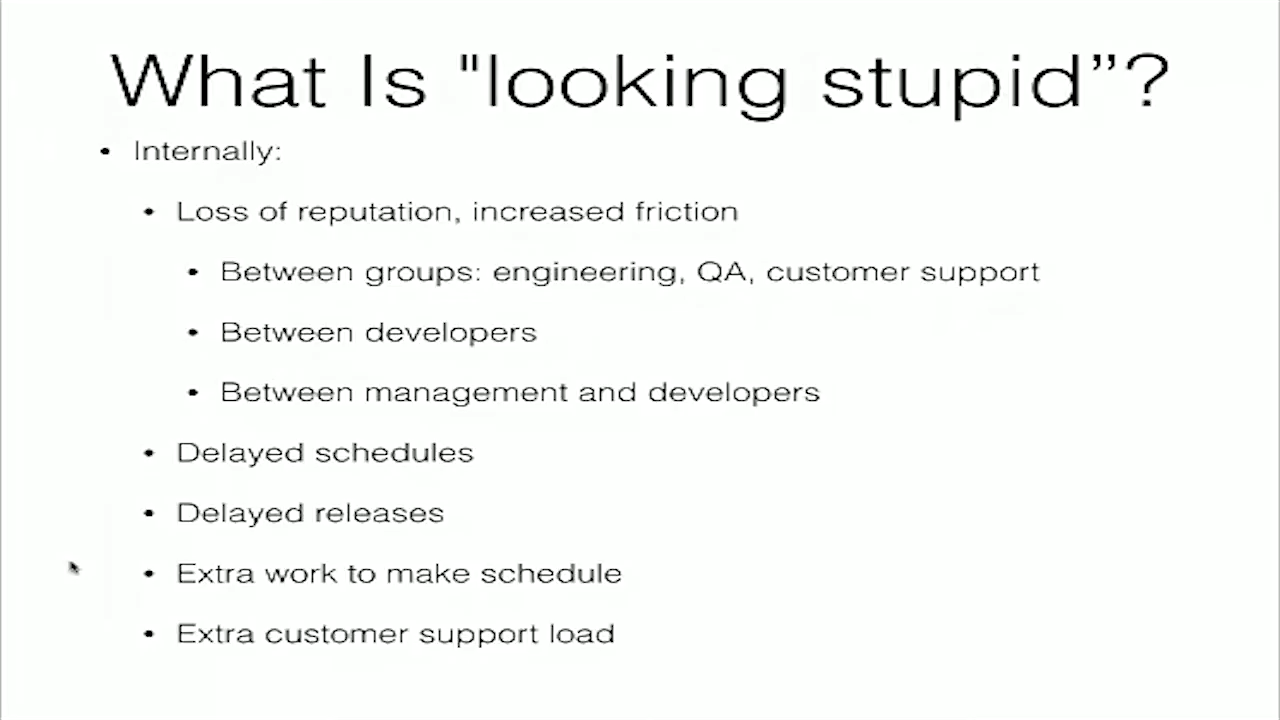 What Is "looking stupid”?
• Internally:
• Loss of reputation, increased friction
• Between groups: engineering, QA, customer support
• Between developers
• Between management and developers
• Delayed schedules
• Delayed releases
• Extra work to make schedule
• Extra customer support load